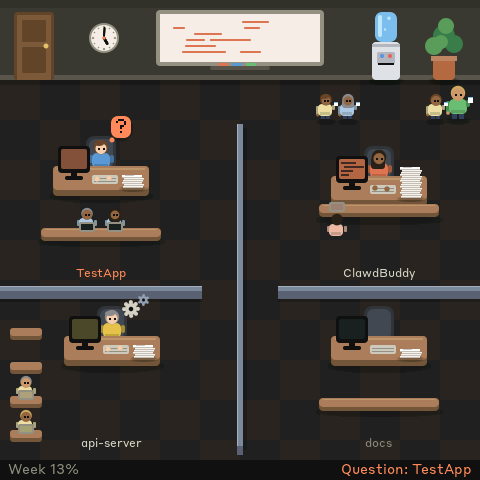 ?
TestApp
ClawdBuddy
api-server
docs
Week 13%
Question: TestApp